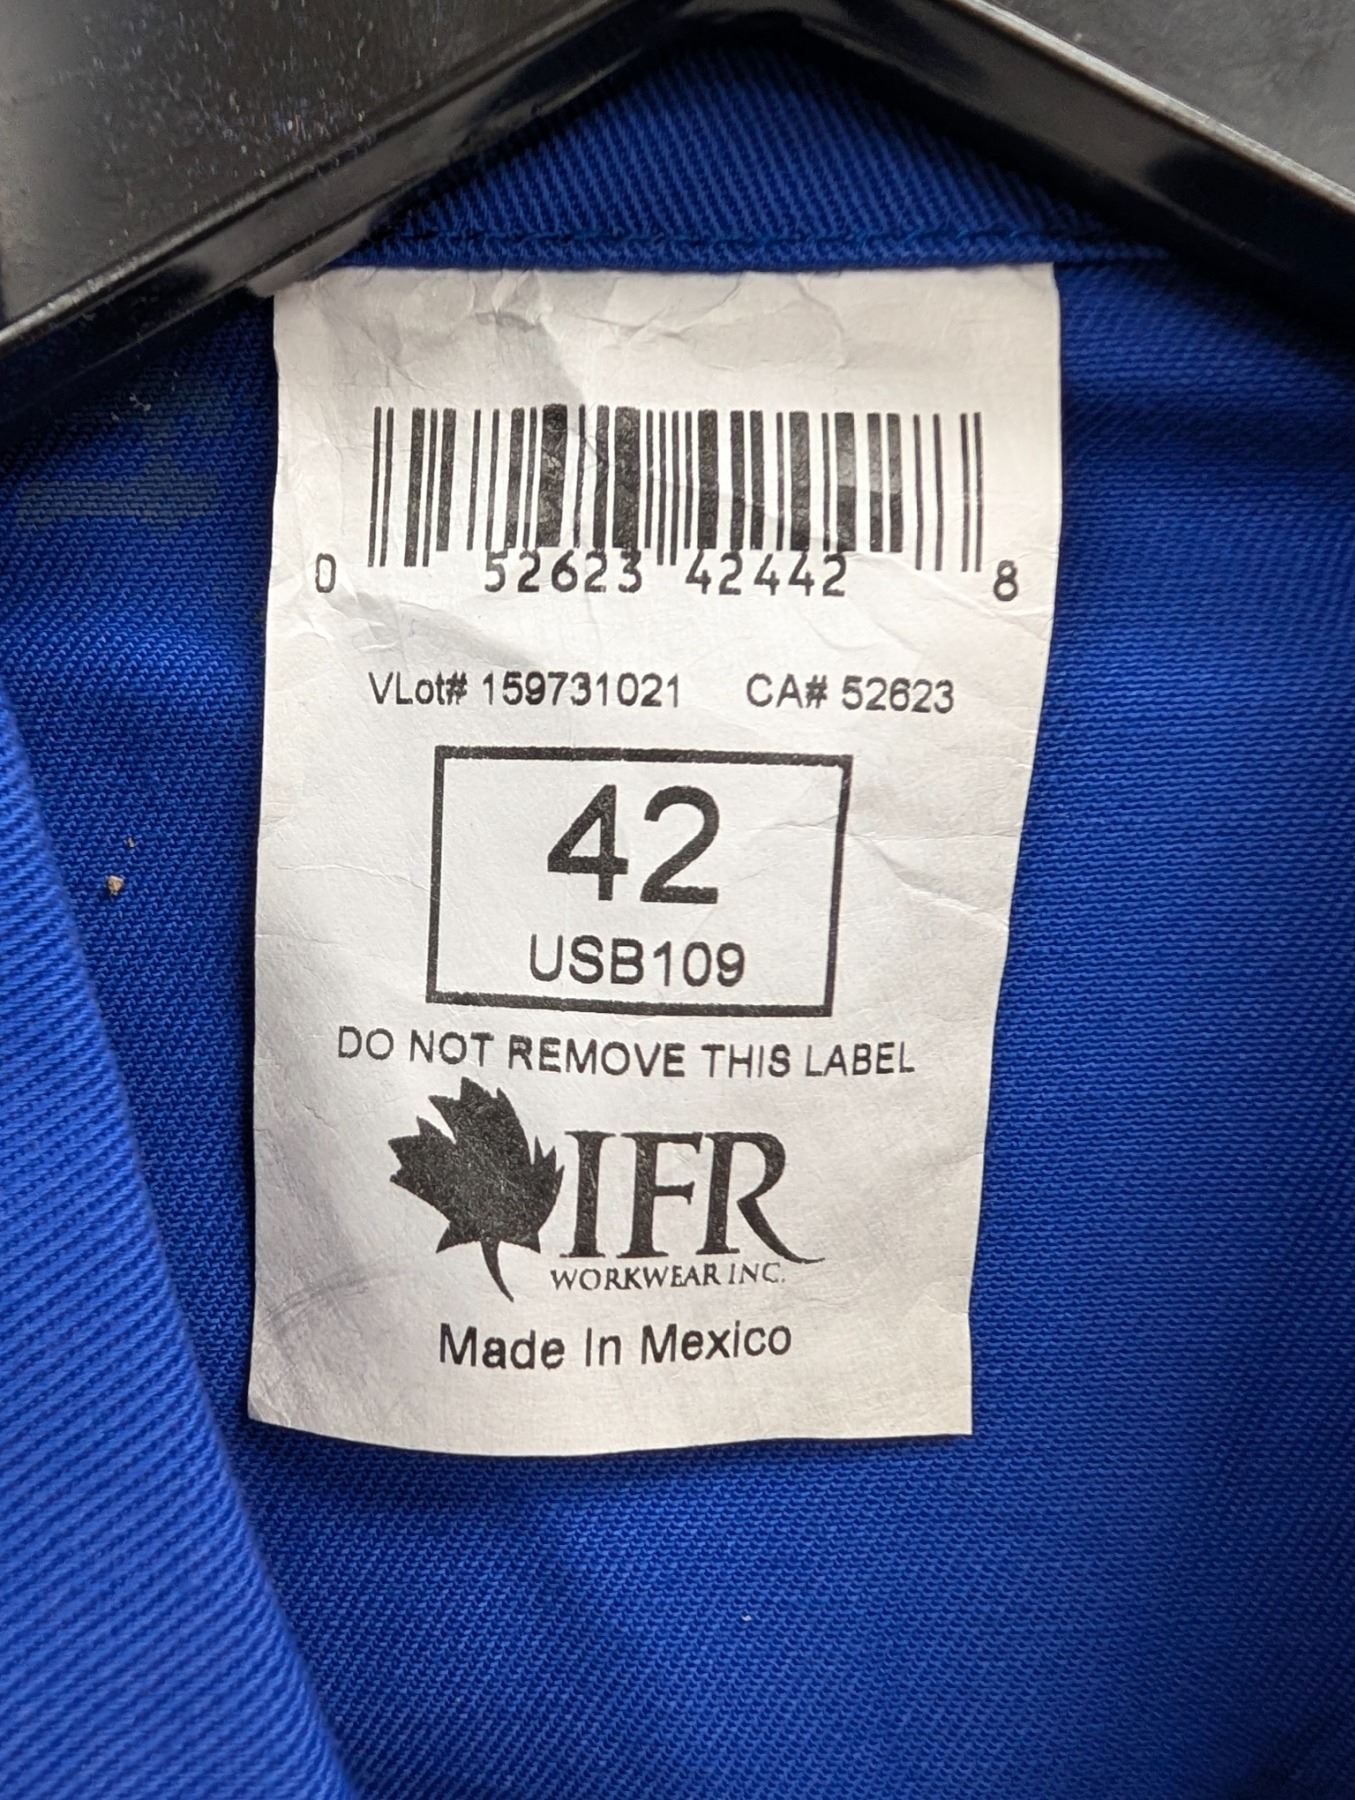 0 52623 42442 8
VLot# 159731021 CA# 52623
42
USB109
DO NOT REMOVE THIS LABEL
IFR
WORKWEAR INC.
Made In Mexico